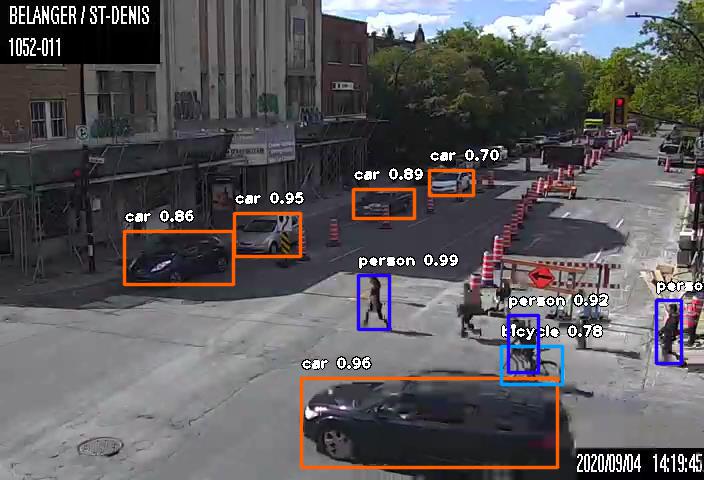 BELANGER / ST-DENIS
1052-011
car 0.70
car 0.89
car 0.95
car 0.86
person 0.99
perso
person 0.92
bicycle 0.78
car 0.96
2020/09/04 14:19:45